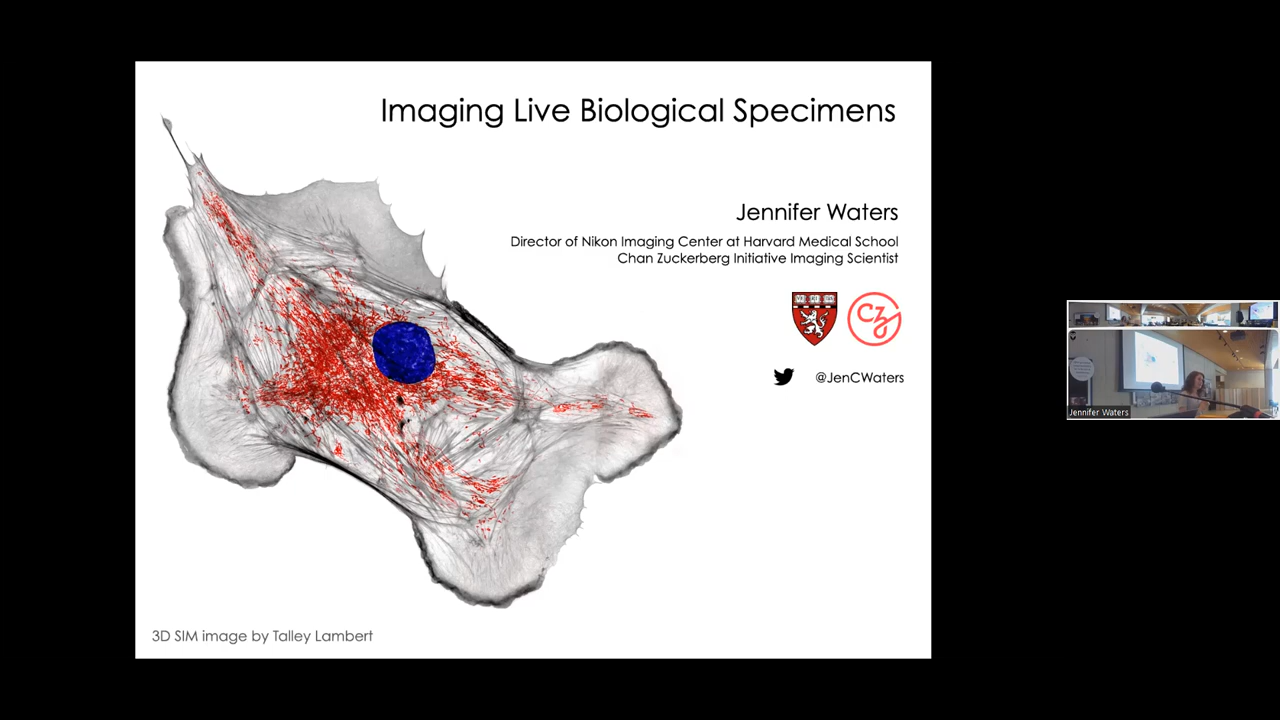 Imaging Live Biological Specimens
Jennifer Waters
Director of Nikon Imaging Center at Harvard Medical School
Chan Zuckerberg Initiative Imaging Scientist
CZI
@JenCWaters
3D SIM image by Talley Lambert
Jennifer Waters